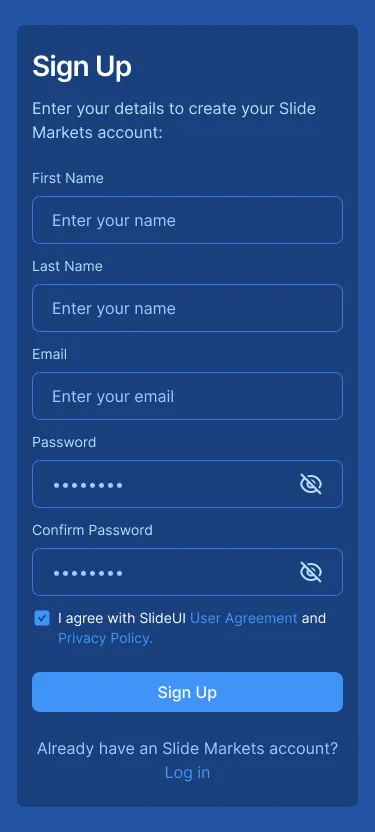 Sign Up
Enter your details to create your Slide
Markets account:
First Name
Enter your name
Last Name
Enter your name
Email
Enter your email
Password
••••••••
Confirm Password
••••••••
I agree with SlideUI User Agreement and
Privacy Policy.
Sign Up
Already have an Slide Markets account?
Log in